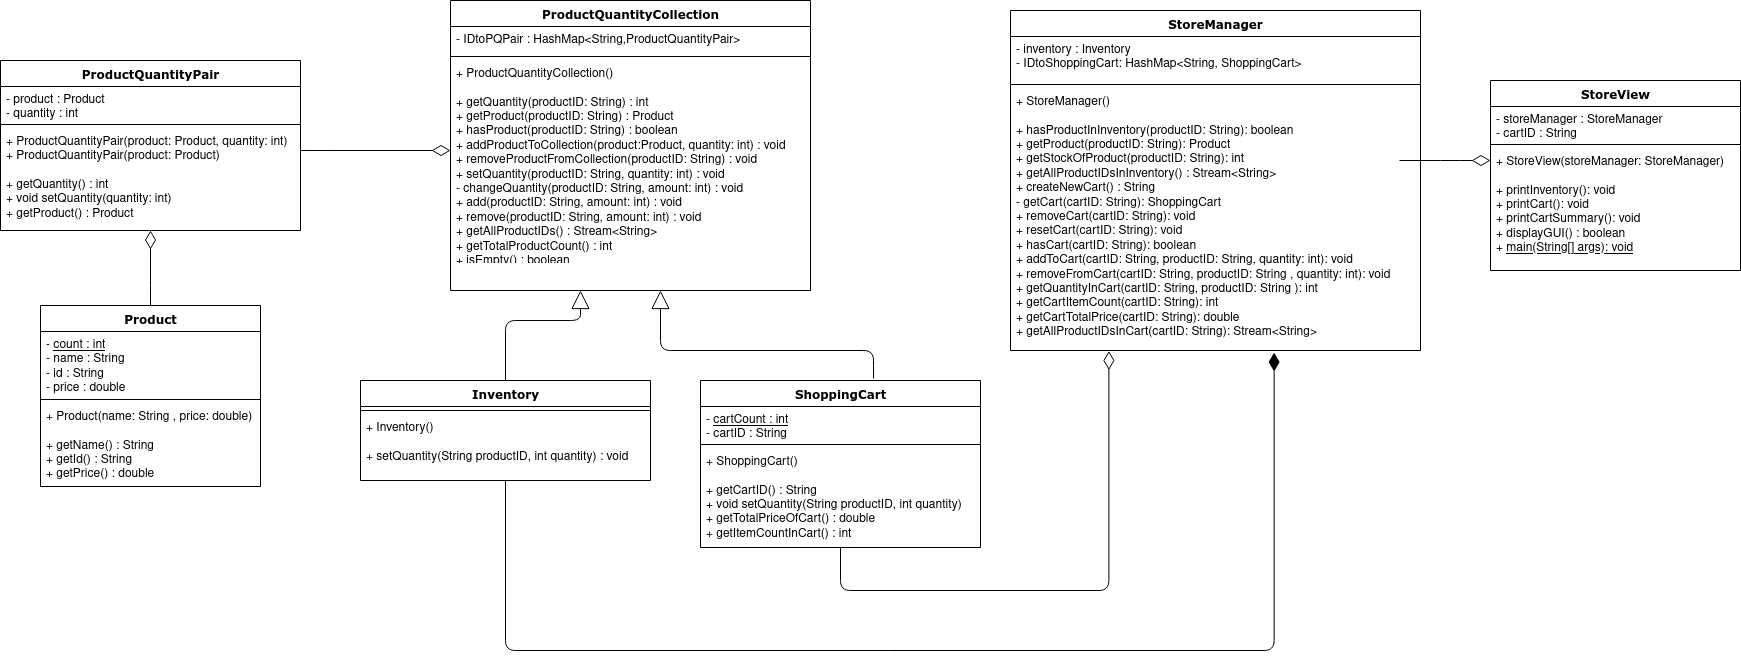 ProductQuantityPair
- product : Product
- quantity : int
+ ProductQuantityPair(product: Product, quantity: int)
+ ProductQuantityPair(product: Product)
+ getQuantity() : int
+ void setQuantity(quantity: int)
+ getProduct() : Product
Product
- count : int
- name : String
- id : String
- price : double
+ Product(name: String , price: double)
+ getName() : String
+ getId() : String
+ getPrice() : double
ProductQuantityCollection
- IDtoPQPair : HashMap<String,ProductQuantityPair>
+ ProductQuantityCollection()
+ getQuantity(productID: String) : int
+ getProduct(productID: String) : Product
+ hasProduct(productID: String) : boolean
+ addProductToCollection(product:Product, quantity: int) : void
+ removeProductFromCollection(productID: String) : void
+ setQuantity(productID: String, quantity: int) : void
- changeQuantity(productID: String, amount: int) : void
+ add(productID: String, amount: int) : void
+ remove(productID: String, amount: int) : void
+ getAllProductIDs() : Stream<String>
+ getTotalProductCount() : int
+ isEmpty() : boolean
Inventory
+ Inventory()
+ setQuantity(String productID, int quantity) : void
ShoppingCart
- cartCount : int
- cartID : String
+ ShoppingCart()
+ getCartID() : String
+ void setQuantity(String productID, int quantity)
+ getTotalPriceOfCart() : double
+ getItemCountInCart() : int
StoreManager
- inventory : Inventory
- IDtoShoppingCart: HashMap<String, ShoppingCart>
+ StoreManager()
+ hasProductInInventory(productID: String): boolean
+ getProduct(productID: String): Product
+ getStockOfProduct(productID: String): int
+ getAllProductIDsInInventory() : Stream<String>
+ createNewCart() : String
- getCart(cartID: String): ShoppingCart
+ removeCart(cartID: String): void
+ resetCart(cartID: String): void
+ hasCart(cartID: String): boolean
+ addToCart(cartID: String, productID: String, quantity: int): void
+ removeFromCart(cartID: String, productID: String , quantity: int): void
+ getQuantityInCart(cartID: String, productID: String ): int
+ getCartItemCount(cartID: String): int
+ getCartTotalPrice(cartID: String): double
+ getAllProductIDsInCart(cartID: String): Stream<String>
StoreView
- storeManager : StoreManager
- cartID : String
+ StoreView(storeManager: StoreManager)
+ printInventory(): void
+ printCart(): void
+ printCartSummary(): void
+ displayGUI() : boolean
+ main(String[] args): void